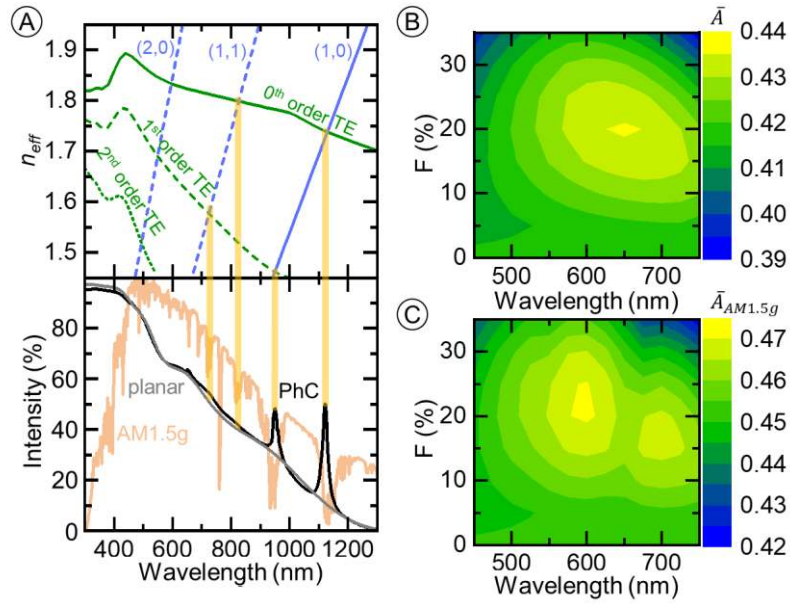 A
1.9
1.8
1.7
1.6
1.5
n_eff
(2,0)
(1,1)
(1,0)
0th order TE
1st order TE
2nd order TE
80
60
40
20
0
Intensity (%)
planar
PhC
AM1.5g
400 600 800 1000 1200
Wavelength (nm)
B
Ā
30
20
10
0
F (%)
500 600 700
Wavelength (nm)
0.44
0.43
0.42
0.41
0.40
0.39
C
Ā_AM1.5g
30
20
10
0
F (%)
500 600 700
Wavelength (nm)
0.47
0.46
0.45
0.44
0.43
0.42